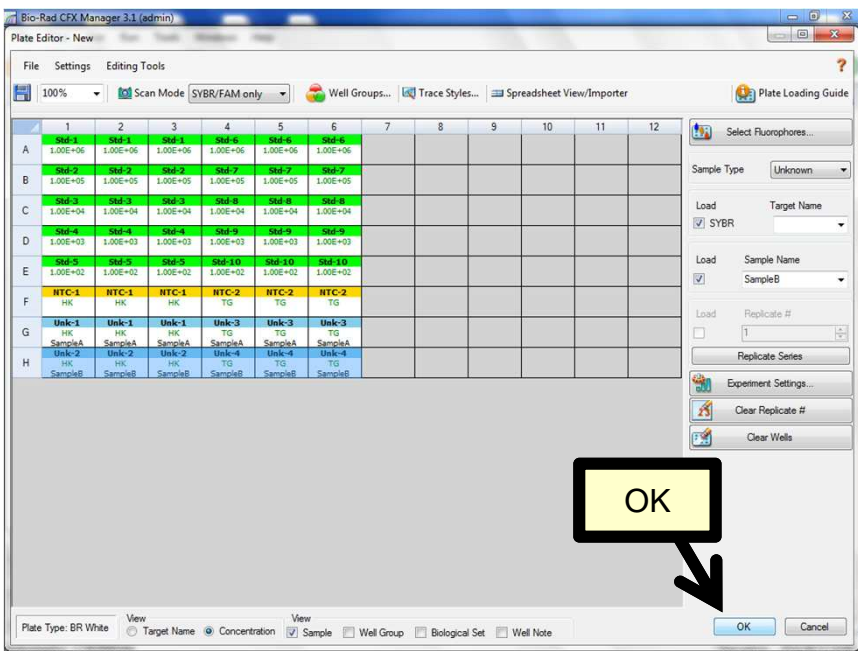 Bio-Rad CFX Manager 3.1 (admin)
Plate Editor - New
File Settings Editing Tools ?
100% Scan Mode SYBR/FAM only Well Groups... Trace Styles... Spreadsheet View/Importer Plate Loading Guide
1 2 3 4 5 6 7 8 9 10 11 12
A
Std-1 Std-1 Std-1 Std-6 Std-6 Std-6
1.00E+06 1.00E+06 1.00E+06 1.00E+06 1.00E+06 1.00E+06
B
Std-2 Std-2 Std-2 Std-7 Std-7 Std-7
1.00E+05 1.00E+05 1.00E+05 1.00E+05 1.00E+05 1.00E+05
C
Std-3 Std-3 Std-3 Std-8 Std-8 Std-8
1.00E+04 1.00E+04 1.00E+04 1.00E+04 1.00E+04 1.00E+04
D
Std-4 Std-4 Std-4 Std-9 Std-9 Std-9
1.00E+03 1.00E+03 1.00E+03 1.00E+03 1.00E+03 1.00E+03
E
Std-5 Std-5 Std-5 Std-10 Std-10 Std-10
1.00E+02 1.00E+02 1.00E+02 1.00E+02 1.00E+02 1.00E+02
F
NTC-1 NTC-1 NTC-1 NTC-2 NTC-2 NTC-2
HK HK HK TG TG TG
G
Unk-1 Unk-1 Unk-1 Unk-3 Unk-3 Unk-3
HK HK HK TG TG TG
SampleA SampleA SampleA SampleA SampleA SampleA
H
Unk-2 Unk-2 Unk-2 Unk-4 Unk-4 Unk-4
HK HK HK TG TG TG
SampleB SampleB SampleB SampleB SampleB SampleB
Select Fluorophores...
Sample Type Unknown
Load Target Name
SYBR
Load Sample Name
SampleB
Load Replicate #
1
Replicate Series
Experiment Settings...
Clear Replicate #
Clear Wells
OK
Plate Type: BR White
View
Target Name Concentration
View
Sample Well Group Biological Set Well Note
OK Cancel